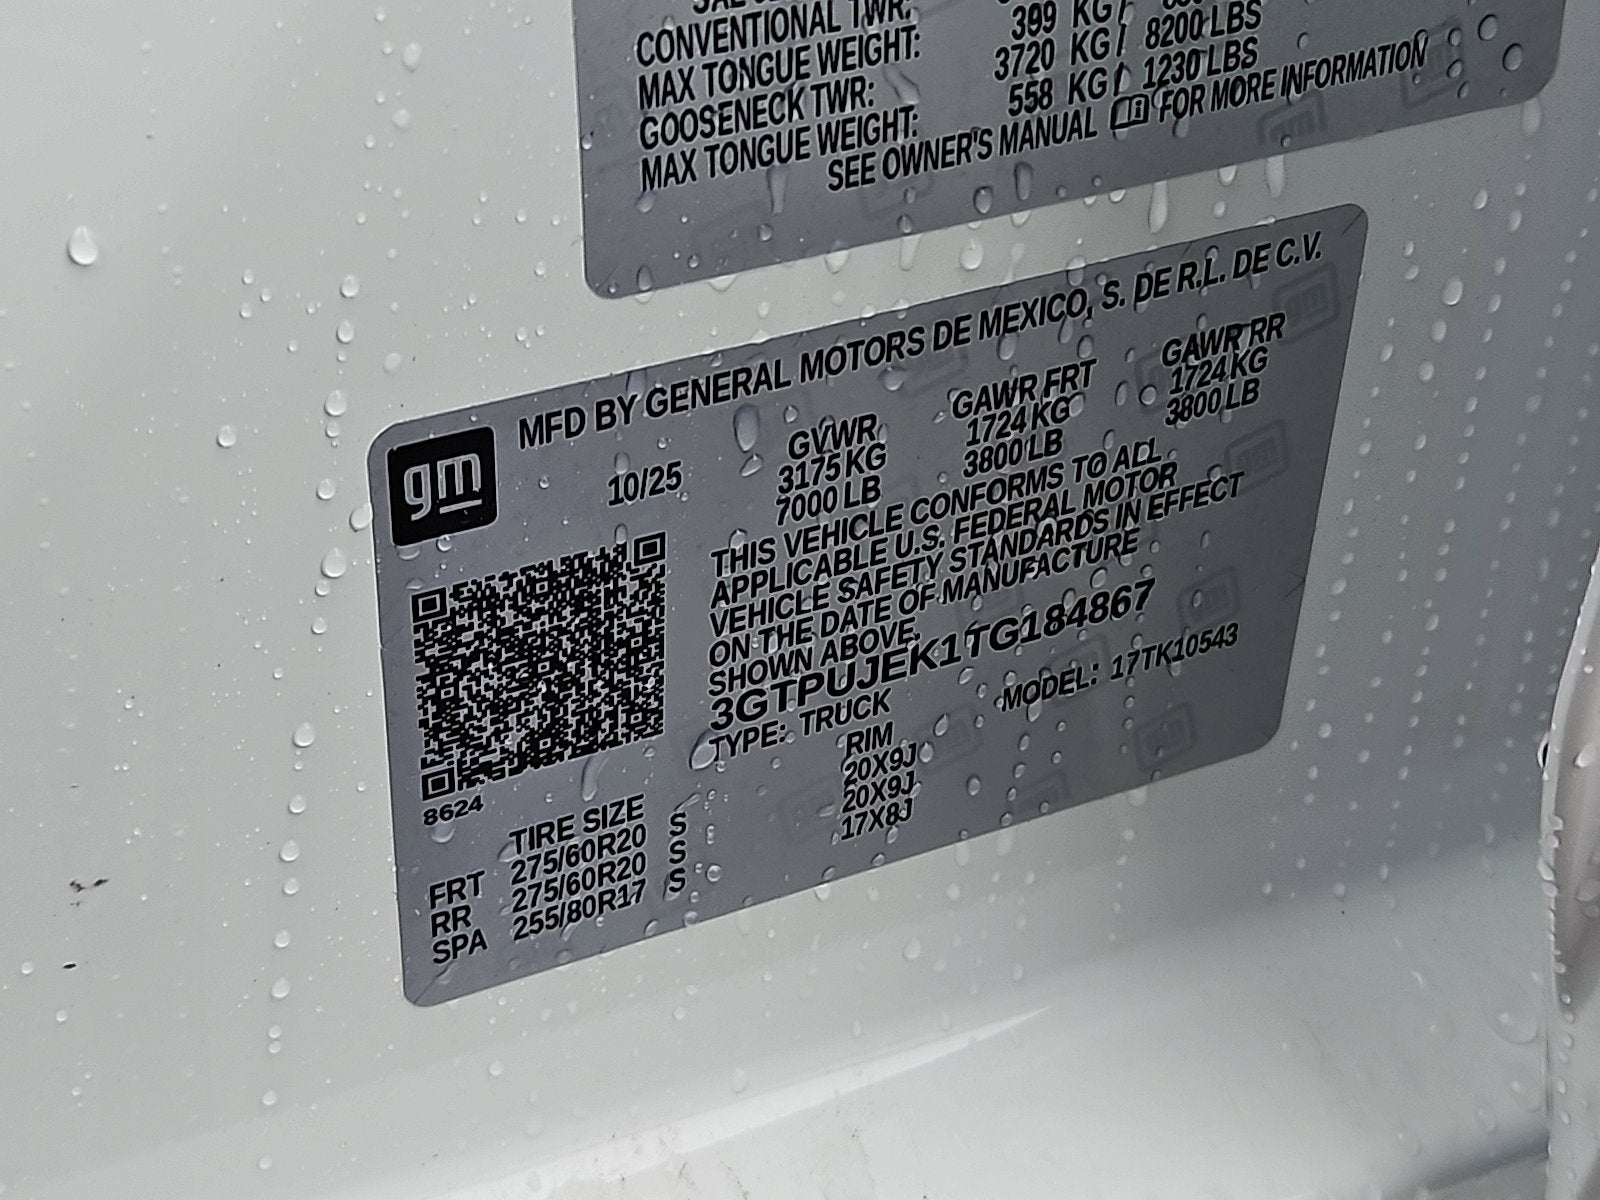 CONVENTIONAL TWR:
MAX TONGUE WEIGHT: 399 KG /
GOOSENECK TWR: 3720 KG / 8200 LBS
MAX TONGUE WEIGHT: 558 KG / 1230 LBS
SEE OWNER'S MANUAL FOR MORE INFORMATION
gm
MFD BY GENERAL MOTORS DE MEXICO, S. DE R.L. DE C.V.
10/25 GVWR GAWR FRT GAWR RR
3175 KG 1724 KG 1724 KG
7000 LB 3800 LB 3800 LB
THIS VEHICLE CONFORMS TO ALL
APPLICABLE U.S. FEDERAL MOTOR
VEHICLE SAFETY STANDARDS IN EFFECT
ON THE DATE OF MANUFACTURE
SHOWN ABOVE.
3GTPUJEK1TG184867
TYPE: TRUCK MODEL: 17TK10543
8624
TIRE SIZE RIM
FRT 275/60R20 S 20X9J
RR 275/60R20 S 20X9J
SPA 255/80R17 S 17X8J